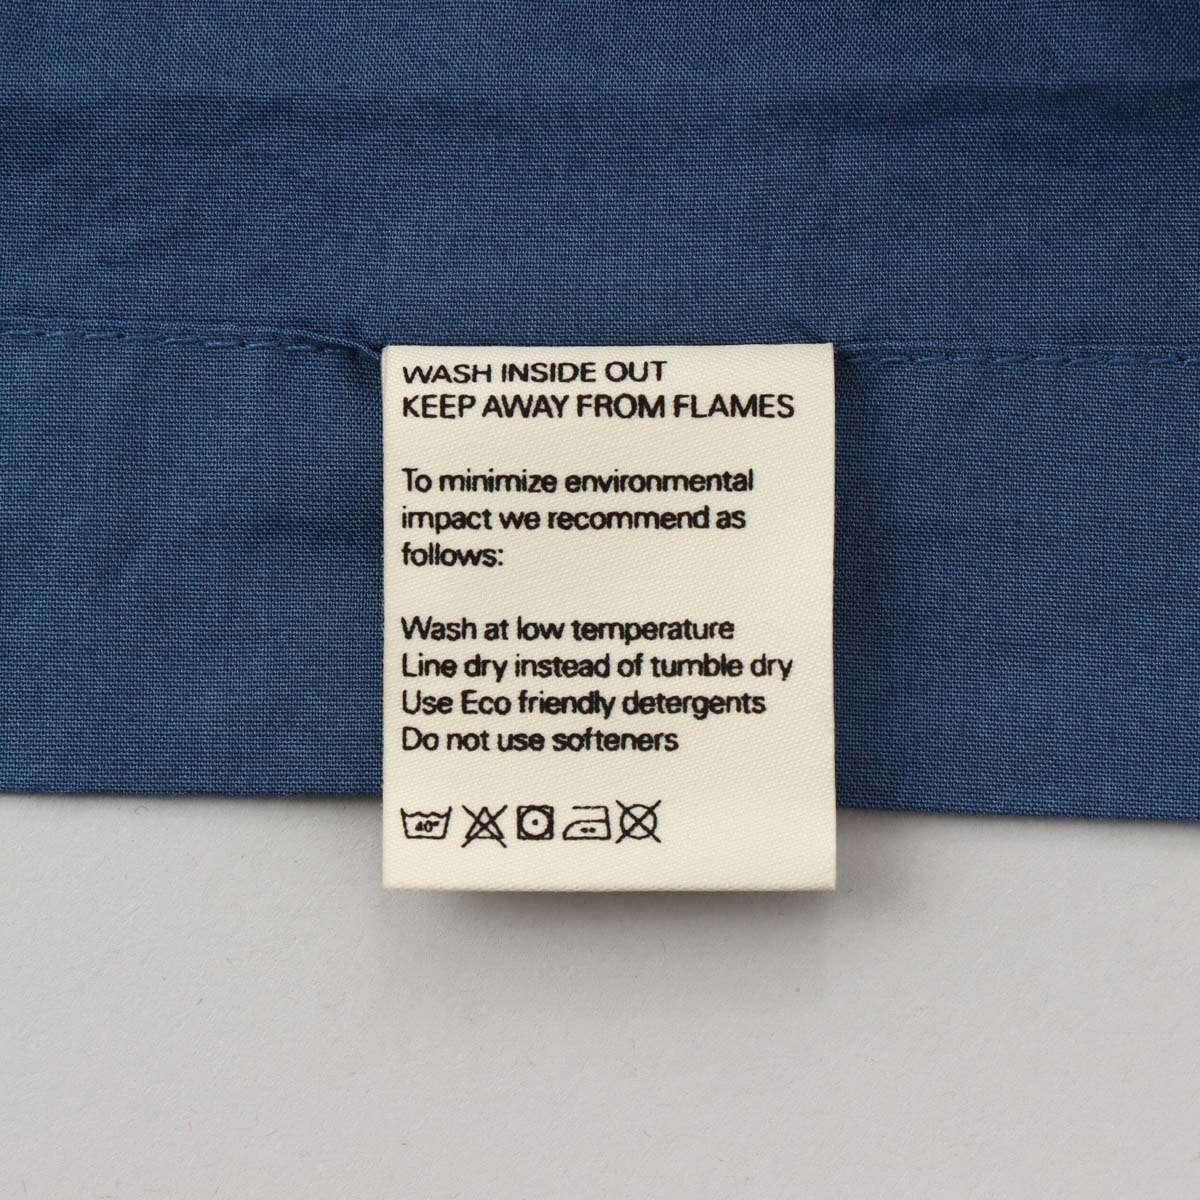 WASH INSIDE OUT
KEEP AWAY FROM FLAMES
To minimize environmental
impact we recommend as
follows:
Wash at low temperature
Line dry instead of tumble dry
Use Eco friendly detergents
Do not use softeners
40°